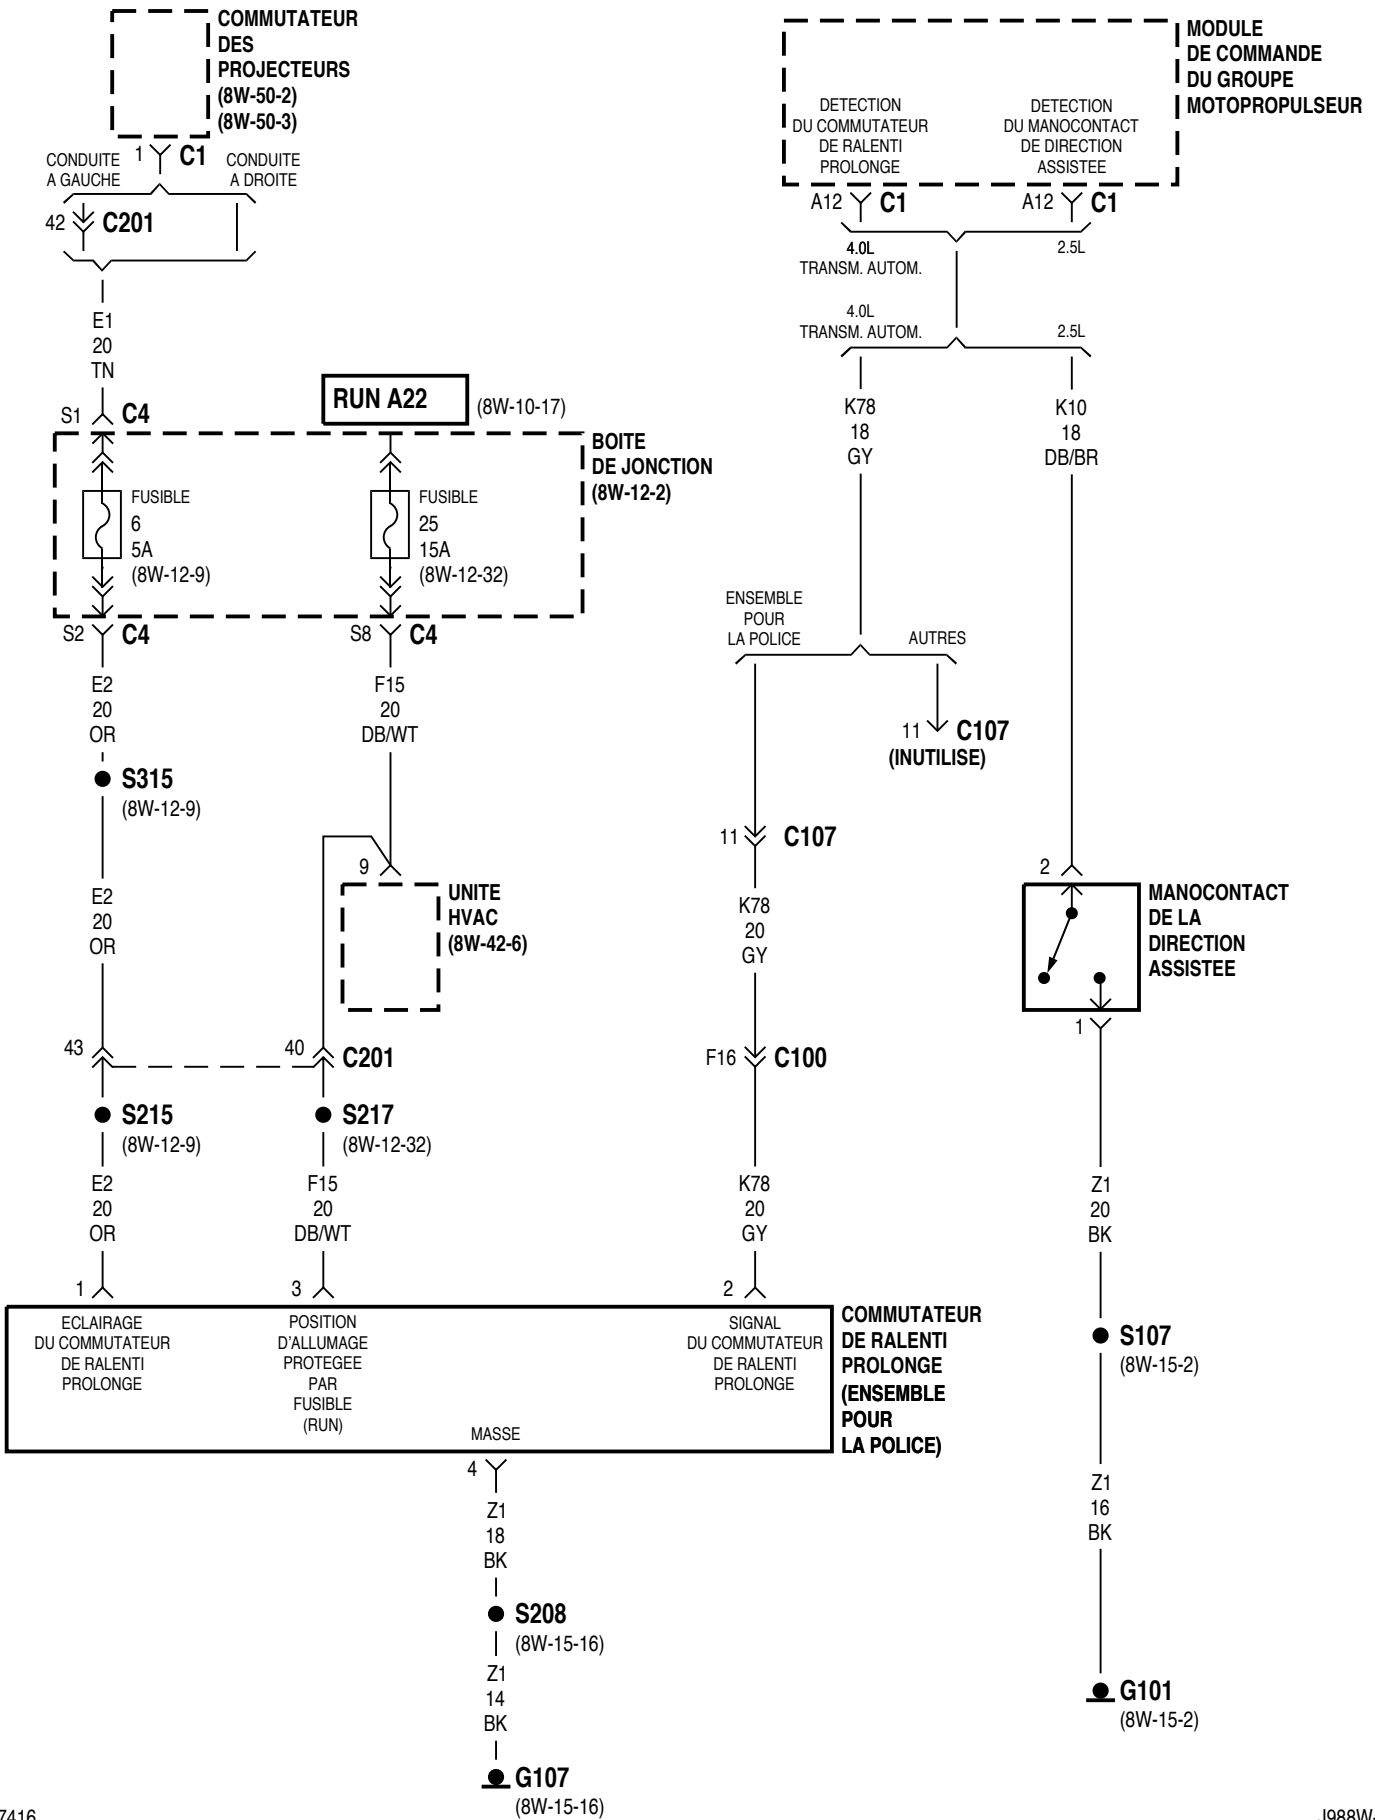 COMMUTATEUR
DES
PROJECTEURS
(8W-50-2)
(8W-50-3)
1 C1
CONDUITE
A GAUCHE
CONDUITE
A DROITE
42 C201
E1
20
TN
S1 C4
RUN A22
(8W-10-17)
BOITE
DE JONCTION
(8W-12-2)
FUSIBLE
6
5A
(8W-12-9)
FUSIBLE
25
15A
(8W-12-32)
S2 C4
S8 C4
E2
20
OR
F15
20
DB/WT
S315
(8W-12-9)
E2
20
OR
9
UNITE
HVAC
(8W-42-6)
43
40 C201
S215
(8W-12-9)
S217
(8W-12-32)
E2
20
OR
F15
20
DB/WT
1
3
MODULE
DE COMMANDE
DU GROUPE
MOTOPROPULSEUR
DETECTION
DU COMMUTATEUR
DE RALENTI
PROLONGE
DETECTION
DU MANOCONTACT
DE DIRECTION
ASSISTEE
A12 C1
A12 C1
4.0L
TRANSM. AUTOM.
2.5L
4.0L
TRANSM. AUTOM.
2.5L
K78
18
GY
K10
18
DB/BR
ENSEMBLE
POUR
LA POLICE
AUTRES
11 C107
(INUTILISE)
11 C107
K78
20
GY
F16 C100
K78
20
GY
2
2
MANOCONTACT
DE LA
DIRECTION
ASSISTEE
1
Z1
20
BK
S107
(8W-15-2)
Z1
16
BK
G101
(8W-15-2)
ECLAIRAGE
DU COMMUTATEUR
DE RALENTI
PROLONGE
POSITION
D'ALLUMAGE
PROTEGEE
PAR
FUSIBLE
(RUN)
SIGNAL
DU COMMUTATEUR
DE RALENTI
PROLONGE
MASSE
COMMUTATEUR
DE RALENTI
PROLONGE
(ENSEMBLE
POUR
LA POLICE)
4
Z1
18
BK
S208
(8W-15-16)
Z1
14
BK
G107
(8W-15-16)
7416
J988W-